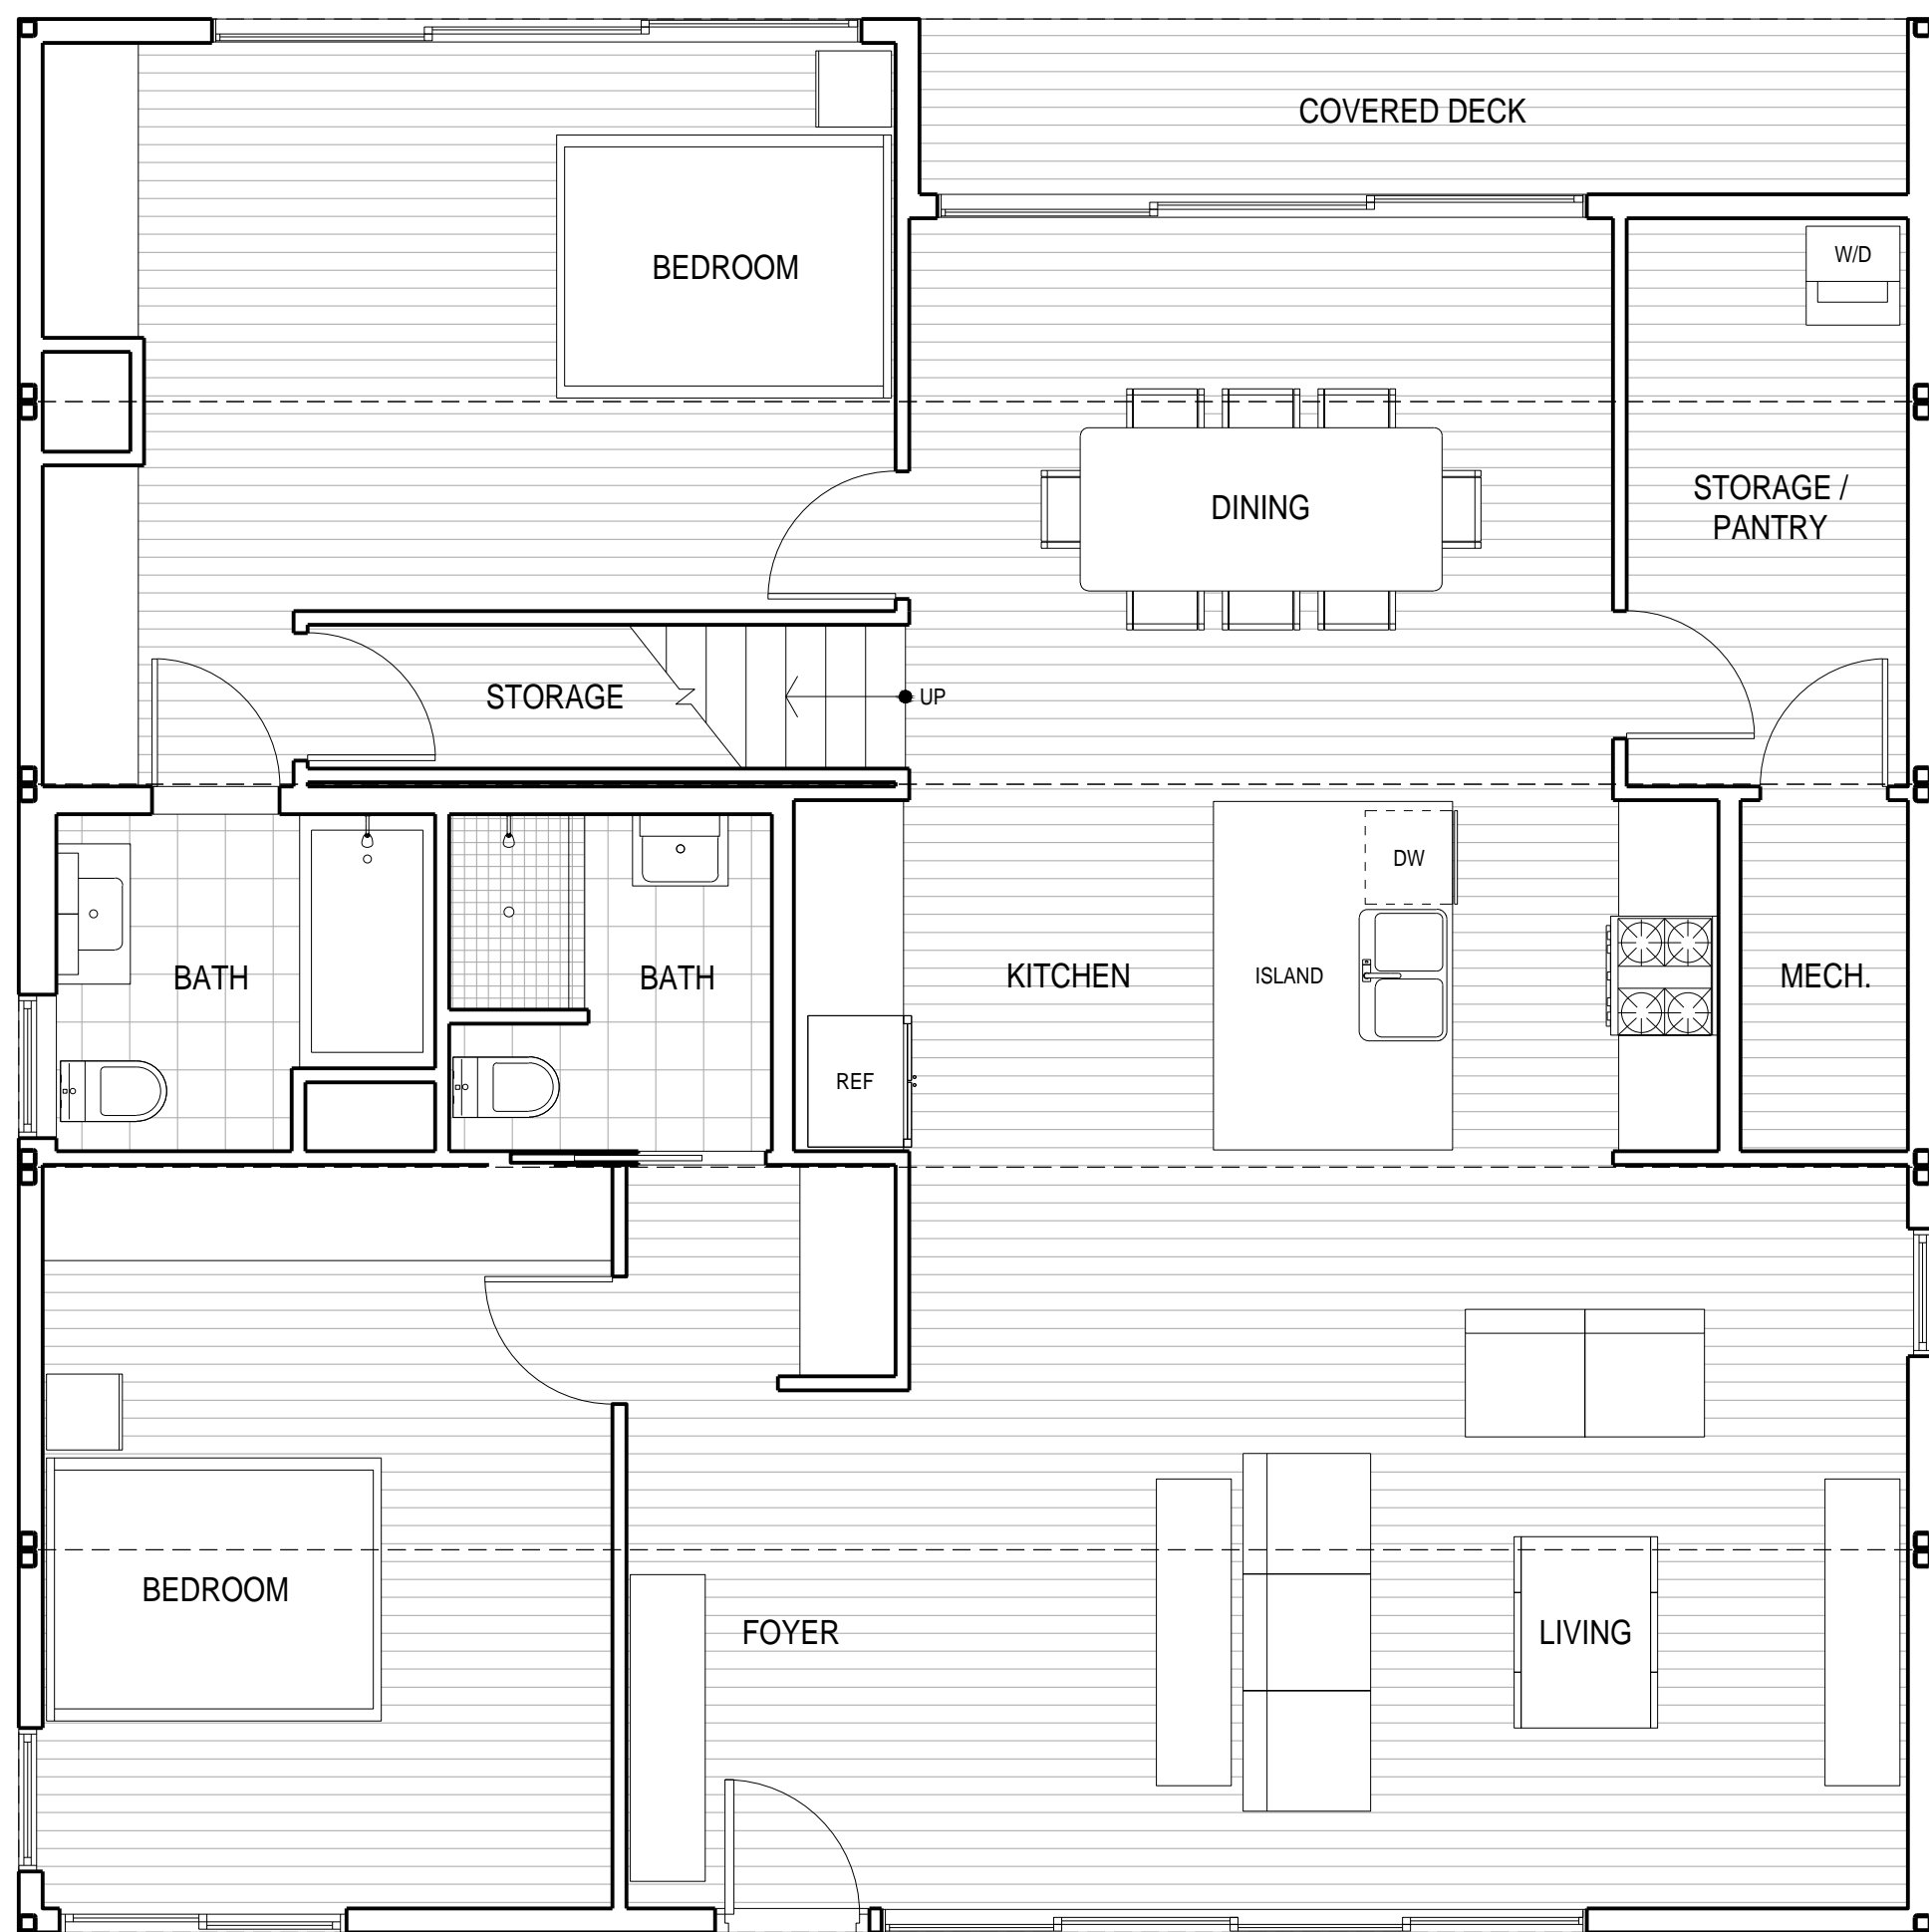 COVERED DECK
W/D
BEDROOM
STORAGE /
PANTRY
DINING
STORAGE
UP
DW
BATH
BATH
KITCHEN
ISLAND
MECH.
REF
BEDROOM
FOYER
LIVING